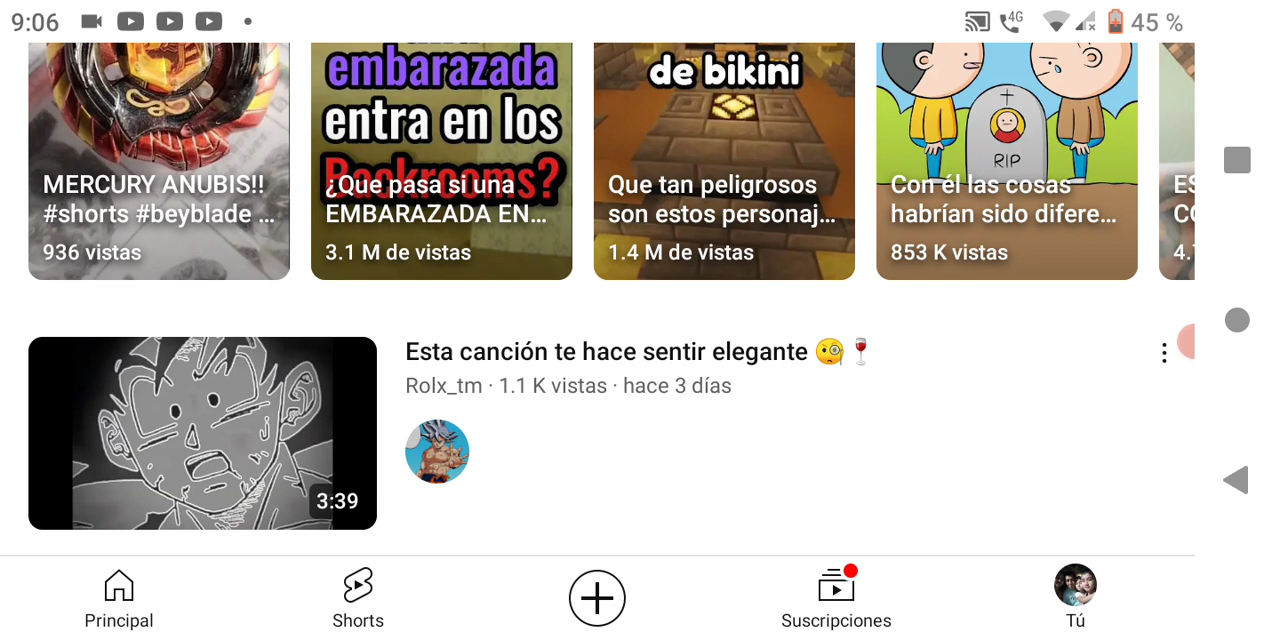 9:06
4G
45 %
embarazada
entra en los
Backrooms?
de bikini
RIP
MERCURY ANUBIS!!
#shorts #beyblade ...
936 vistas
¿Que pasa si una
EMBARAZADA EN...
3.1 M de vistas
Que tan peligrosos
son estos personaj...
1.4 M de vistas
Con él las cosas
habrían sido difere...
853 K vistas
Esta canción te hace sentir elegante 🧐🍷
Rolx_tm · 1.1 K vistas · hace 3 días
3:39
Principal
Shorts
Suscripciones
Tú